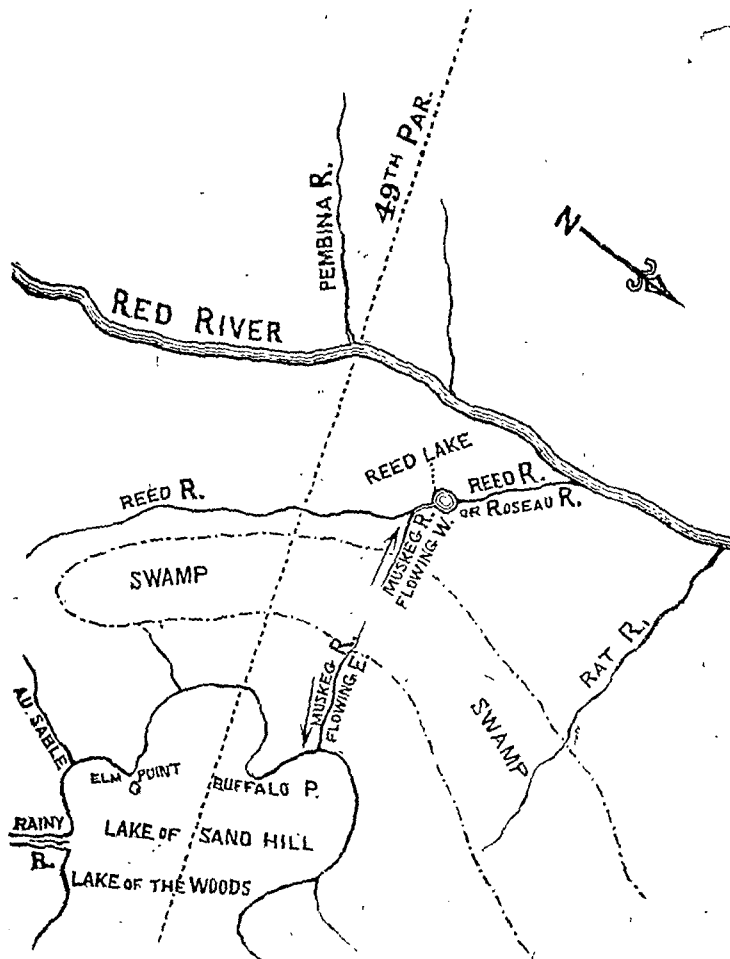 49TH PAR.
PEMBINA R.
N
RED RIVER
REED LAKE
REED R.
REED R.
OR ROSEAU R.
MUSKEG R.
FLOWING W.
SWAMP
RAT R.
MUSKEG R.
FLOWING E.
SWAMP
AU. SABLE
ELM POINT
BUFFALO P.
RAINY
R.
LAKE OF SAND HILL
LAKE OF THE WOODS